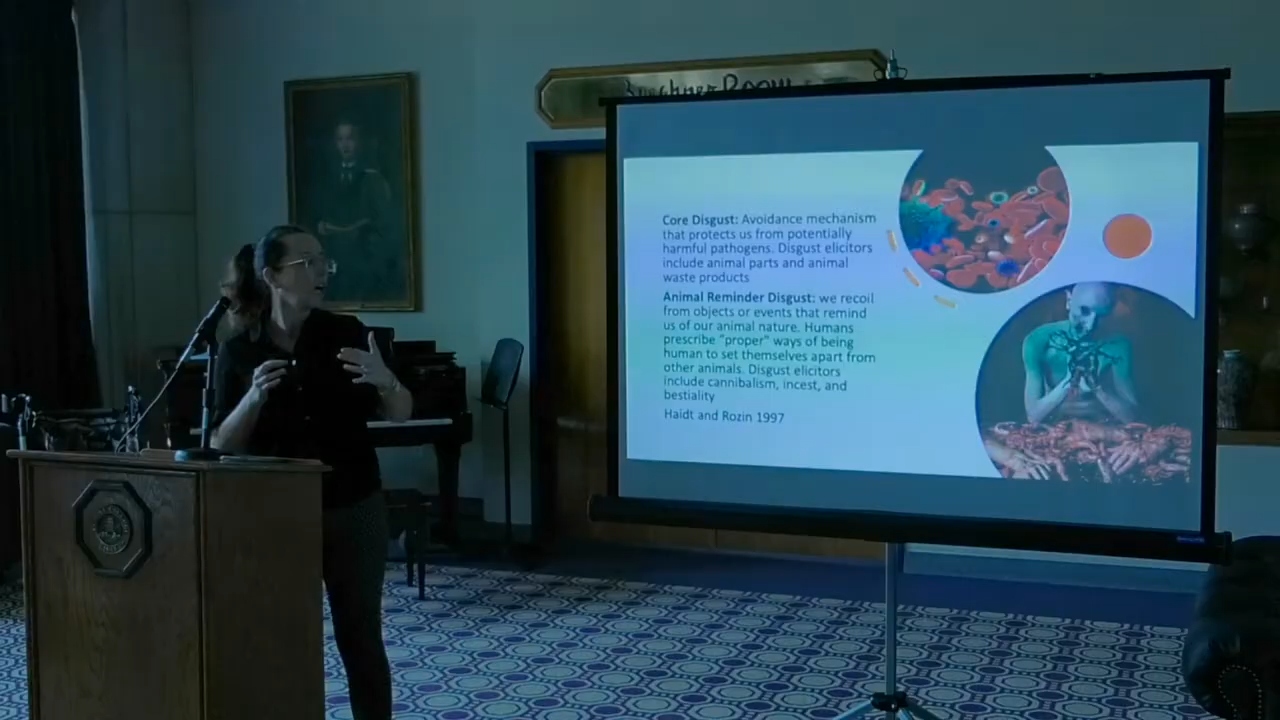 Room
Core Disgust: Avoidance mechanism
that protects us from potentially
harmful pathogens. Disgust elicitors
include animal parts and animal
waste products
Animal Reminder Disgust: we recoil
from objects or events that remind
us of our animal nature. Humans
prescribe “proper” ways of being
human to set themselves apart from
other animals. Disgust elicitors
include cannibalism, incest, and
bestiality
Haidt and Rozin 1997